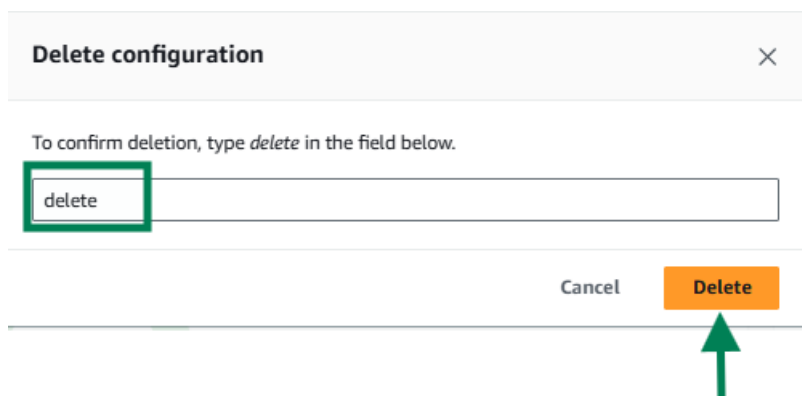 Delete configuration
To confirm deletion, type delete in the field below.
delete
Cancel
Delete